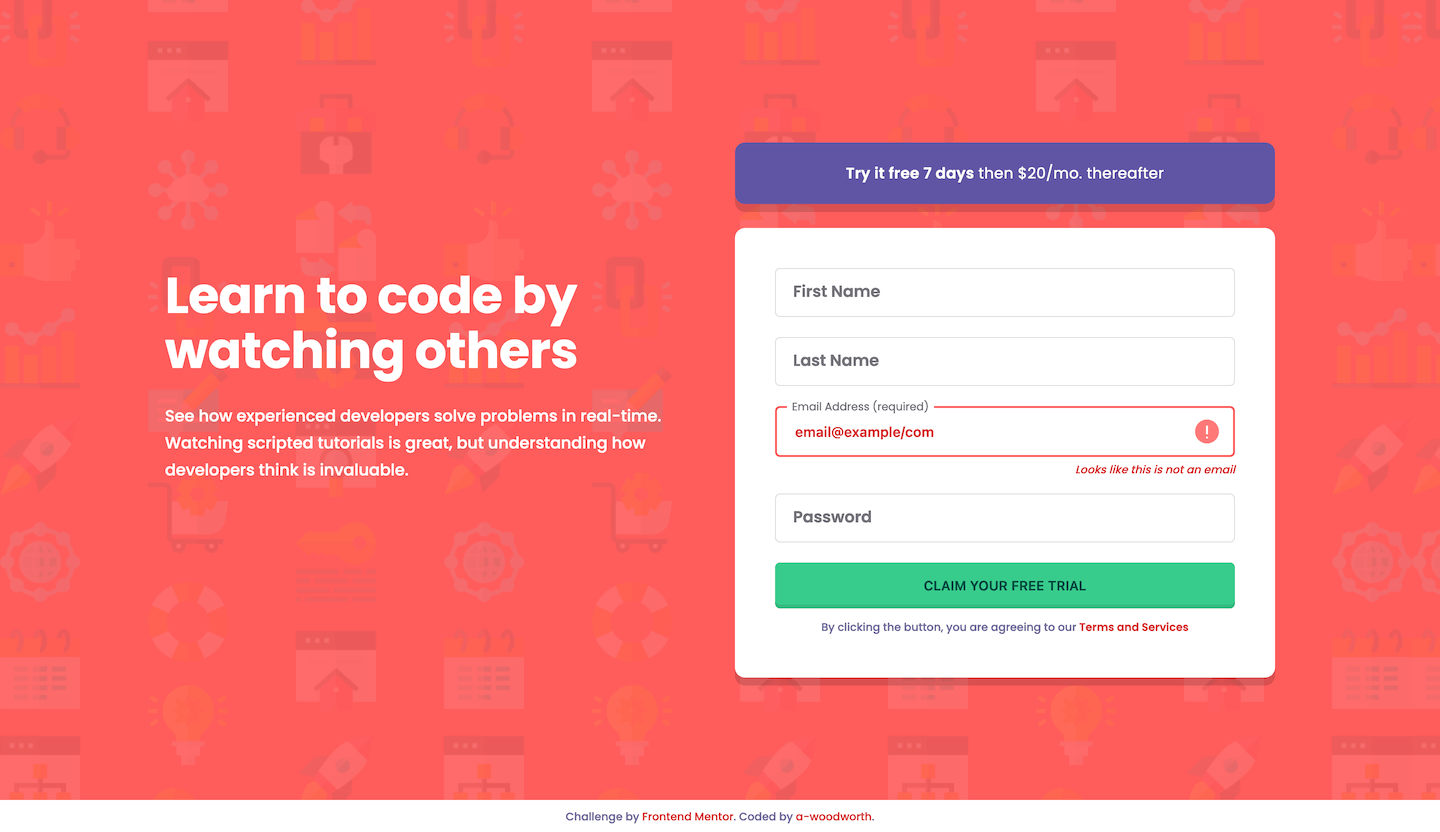 Learn to code by
watching others
See how experienced developers solve problems in real-time.
Watching scripted tutorials is great, but understanding how
developers think is invaluable.
Try it free 7 days then $20/mo. thereafter
First Name
Last Name
Email Address (required)
email@example/com
Looks like this is not an email
Password
CLAIM YOUR FREE TRIAL
By clicking the button, you are agreeing to our Terms and Services
Challenge by Frontend Mentor. Coded by a-woodworth.